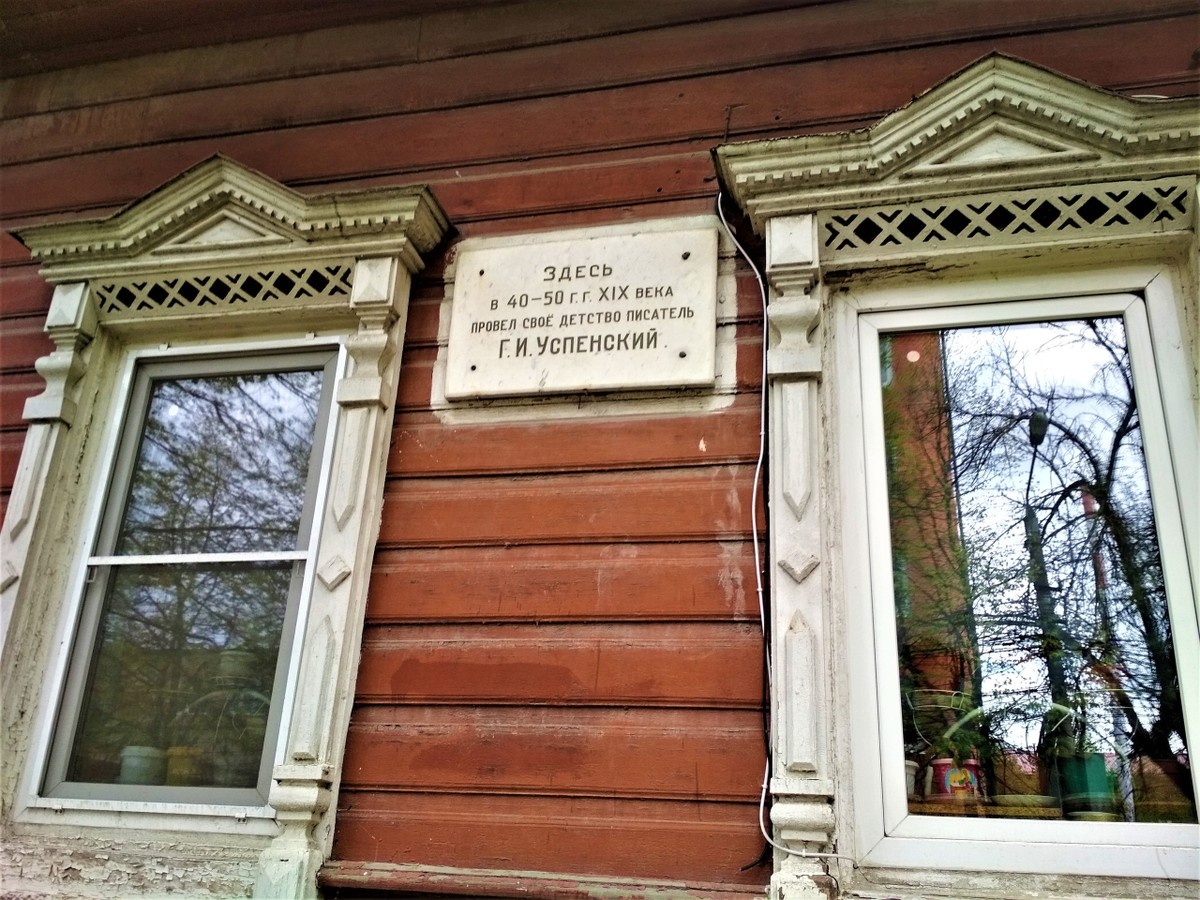 ЗДЕСЬ
В 40–50 Г.Г. XIX ВЕКА
ПРОВЕЛ СВОЁ ДЕТСТВО ПИСАТЕЛЬ
Г.И. УСПЕНСКИЙ.